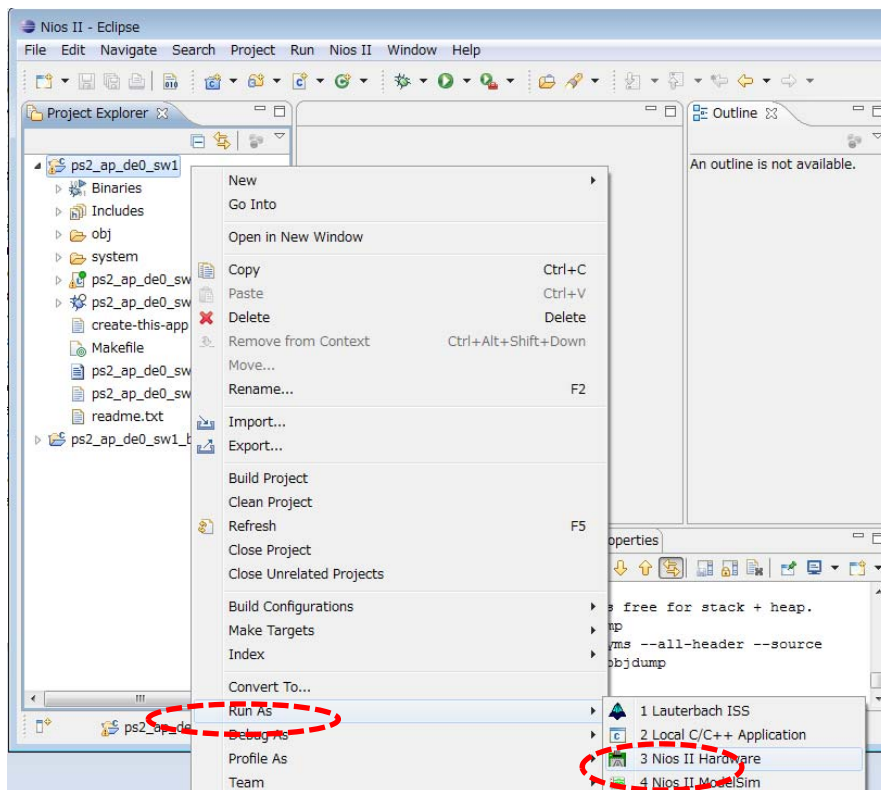 Nios II - Eclipse
File Edit Navigate Search Project Run Nios II Window Help
Project Explorer
Outline
An outline is not available.
ps2_ap_de0_sw1
Binaries
Includes
obj
system
ps2_ap_de0_sw
ps2_ap_de0_sw
create-this-app
Makefile
ps2_ap_de0_sw
ps2_ap_de0_sw
readme.txt
ps2_ap_de0_sw1_b
ps2_ap_de
New
Go Into
Open in New Window
Copy Ctrl+C
Paste Ctrl+V
Delete Delete
Remove from Context Ctrl+Alt+Shift+Down
Move...
Rename... F2
Import...
Export...
Build Project
Clean Project
Refresh F5
Close Project
Close Unrelated Projects
Build Configurations
Make Targets
Index
Convert To...
Run As
Debug As
Profile As
Team
operties
s free for stack + heap.
mp
yms --all-header --source
objdump
1 Lauterbach ISS
2 Local C/C++ Application
3 Nios II Hardware
4 Nios II ModelSim